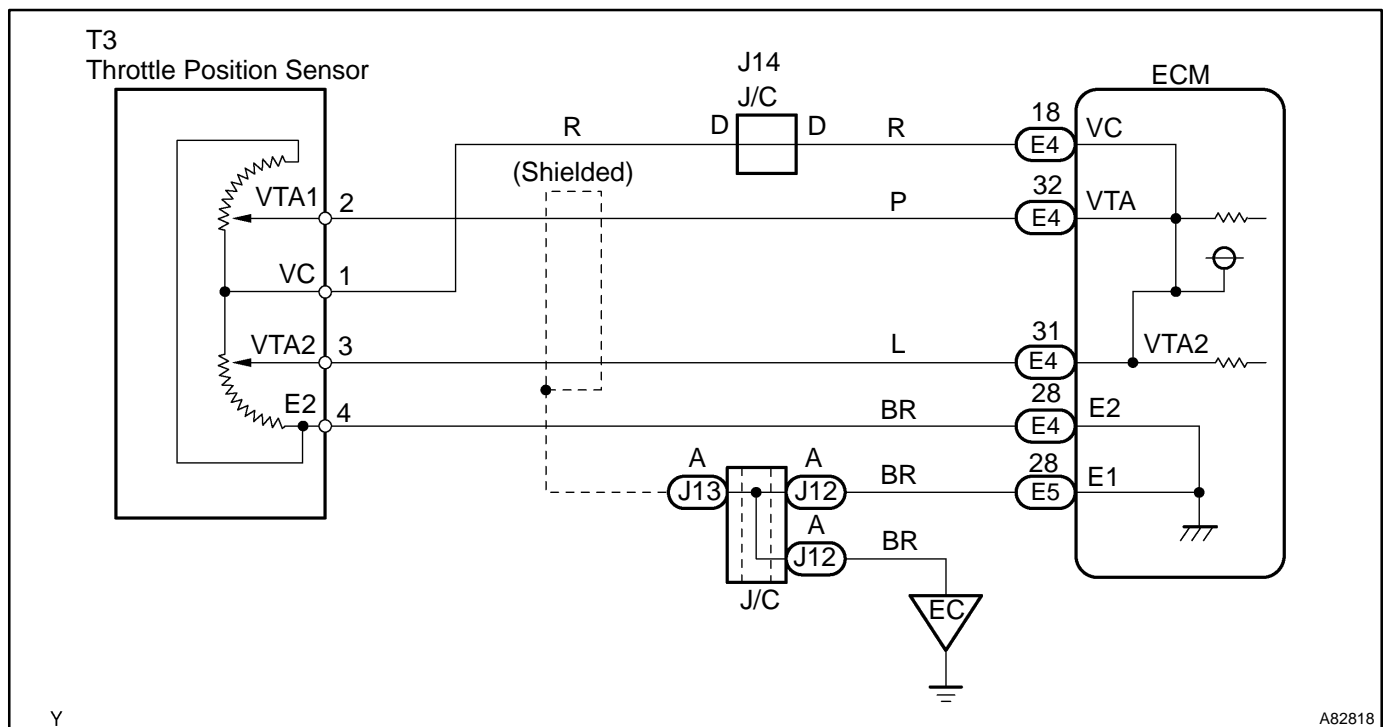 T3
Throttle Position Sensor
J14
J/C
ECM
D D
R R
18
E4
VC
(Shielded)
VTA1 2
P
32
E4
VTA
VC 1
VTA2 3
L
31
E4
VTA2
E2 4
BR
28
E4
E2
A
J13
A
J12
BR
28
E5
E1
A
J12
BR
J/C
EC
Y
A82818